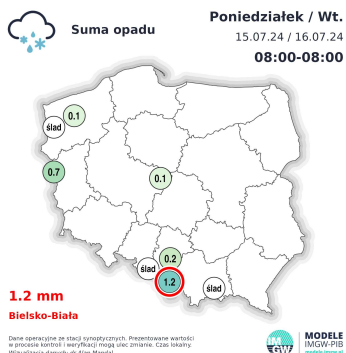 Suma opadu
Poniedziałek / Wt.
15.07.24 / 16.07.24
08:00-08:00
0.1
ślad
0.7
0.1
0.2
ślad
1.2
ślad
1.2 mm
Bielsko-Biała
Dane operacyjne ze stacji synoptycznych. Prezentowane wartości
w procesie kontroli i weryfikacji mogą ulec zmianie. Czas lokalny.
IM
GW
MODELE
IMGW-PIB